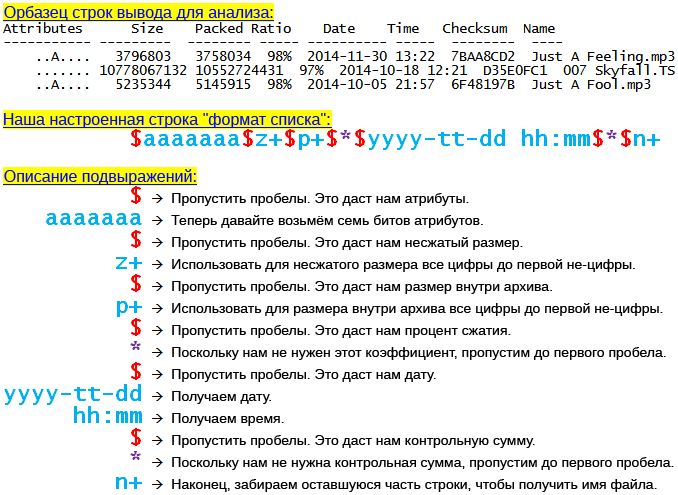 Орбазец строк вывода для анализа:
Attributes Size Packed Ratio Date Time Checksum Name
----------- --------- -------- ----- ---------- ----- -------- ----
..A.... 3796803 3758034 98% 2014-11-30 13:22 7BAA8CD2 Just A Feeling.mp3
....... 10778067132 10552724431 97% 2014-10-18 12:21 D35E0FC1 007 Skyfall.TS
..A.... 5235344 5145915 98% 2014-10-05 21:57 6F48197B Just A Fool.mp3
Наша настроенная строка "формат списка":
$aaaaaaa$z+$p+$*$yyyy-tt-dd hh:mm$*$n+
Описание подвыражений:
$ → Пропустить пробелы. Это даст нам атрибуты.
aaaaaaa → Теперь давайте возьмём семь битов атрибутов.
$ → Пропустить пробелы. Это даст нам несжатый размер.
z+ → Использовать для несжатого размера все цифры до первой не-цифры.
$ → Пропустить пробелы. Это даст нам размер внутри архива.
p+ → Использовать для размера внутри архива все цифры до первой не-цифры.
$ → Пропустить пробелы. Это даст нам процент сжатия.
* → Поскольку нам не нужен этот коэффициент, пропустим до первого пробела.
$ → Пропустить пробелы. Это даст нам дату.
yyyy-tt-dd → Получаем дату.
hh:mm → Получаем время.
$ → Пропустить пробелы. Это даст нам контрольную сумму.
* → Поскольку нам не нужна контрольная сумма, пропустим до первого пробела.
n+ → Наконец, забираем оставшуюся часть строки, чтобы получить имя файла.